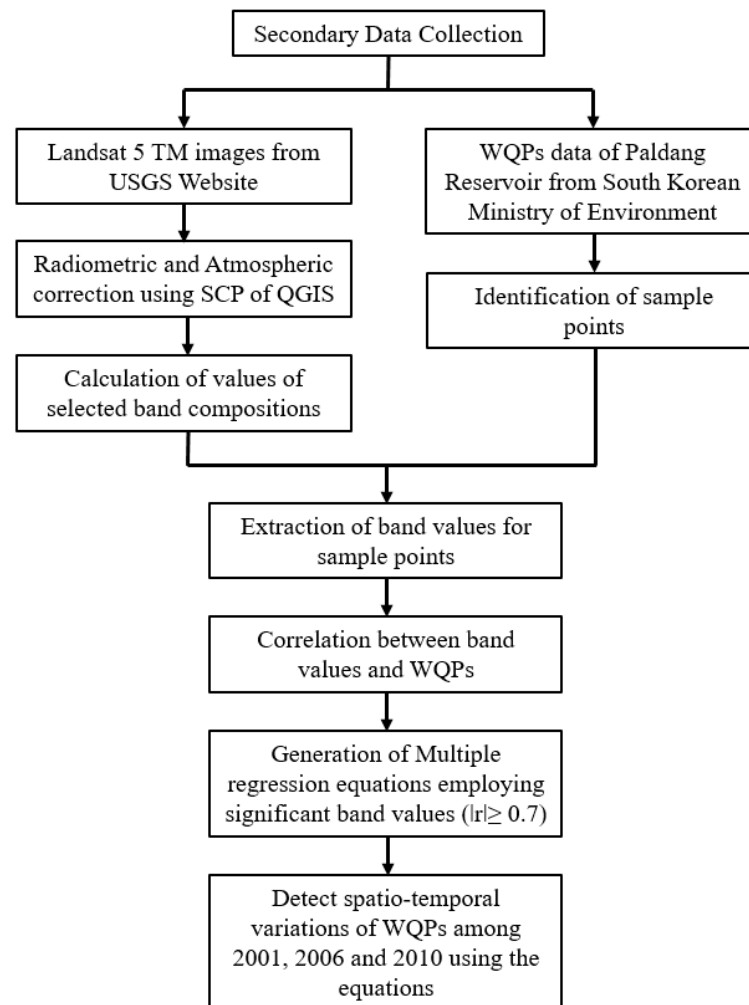 Secondary Data Collection
Landsat 5 TM images from
USGS Website
WQPs data of Paldang
Reservoir from South Korean
Ministry of Environment
Radiometric and Atmospheric
correction using SCP of QGIS
Identification of sample
points
Calculation of values of
selected band compositions
Extraction of band values for
sample points
Correlation between band
values and WQPs
Generation of Multiple
regression equations employing
significant band values (|r|≥ 0.7)
Detect spatio-temporal
variations of WQPs among
2001, 2006 and 2010 using the
equations